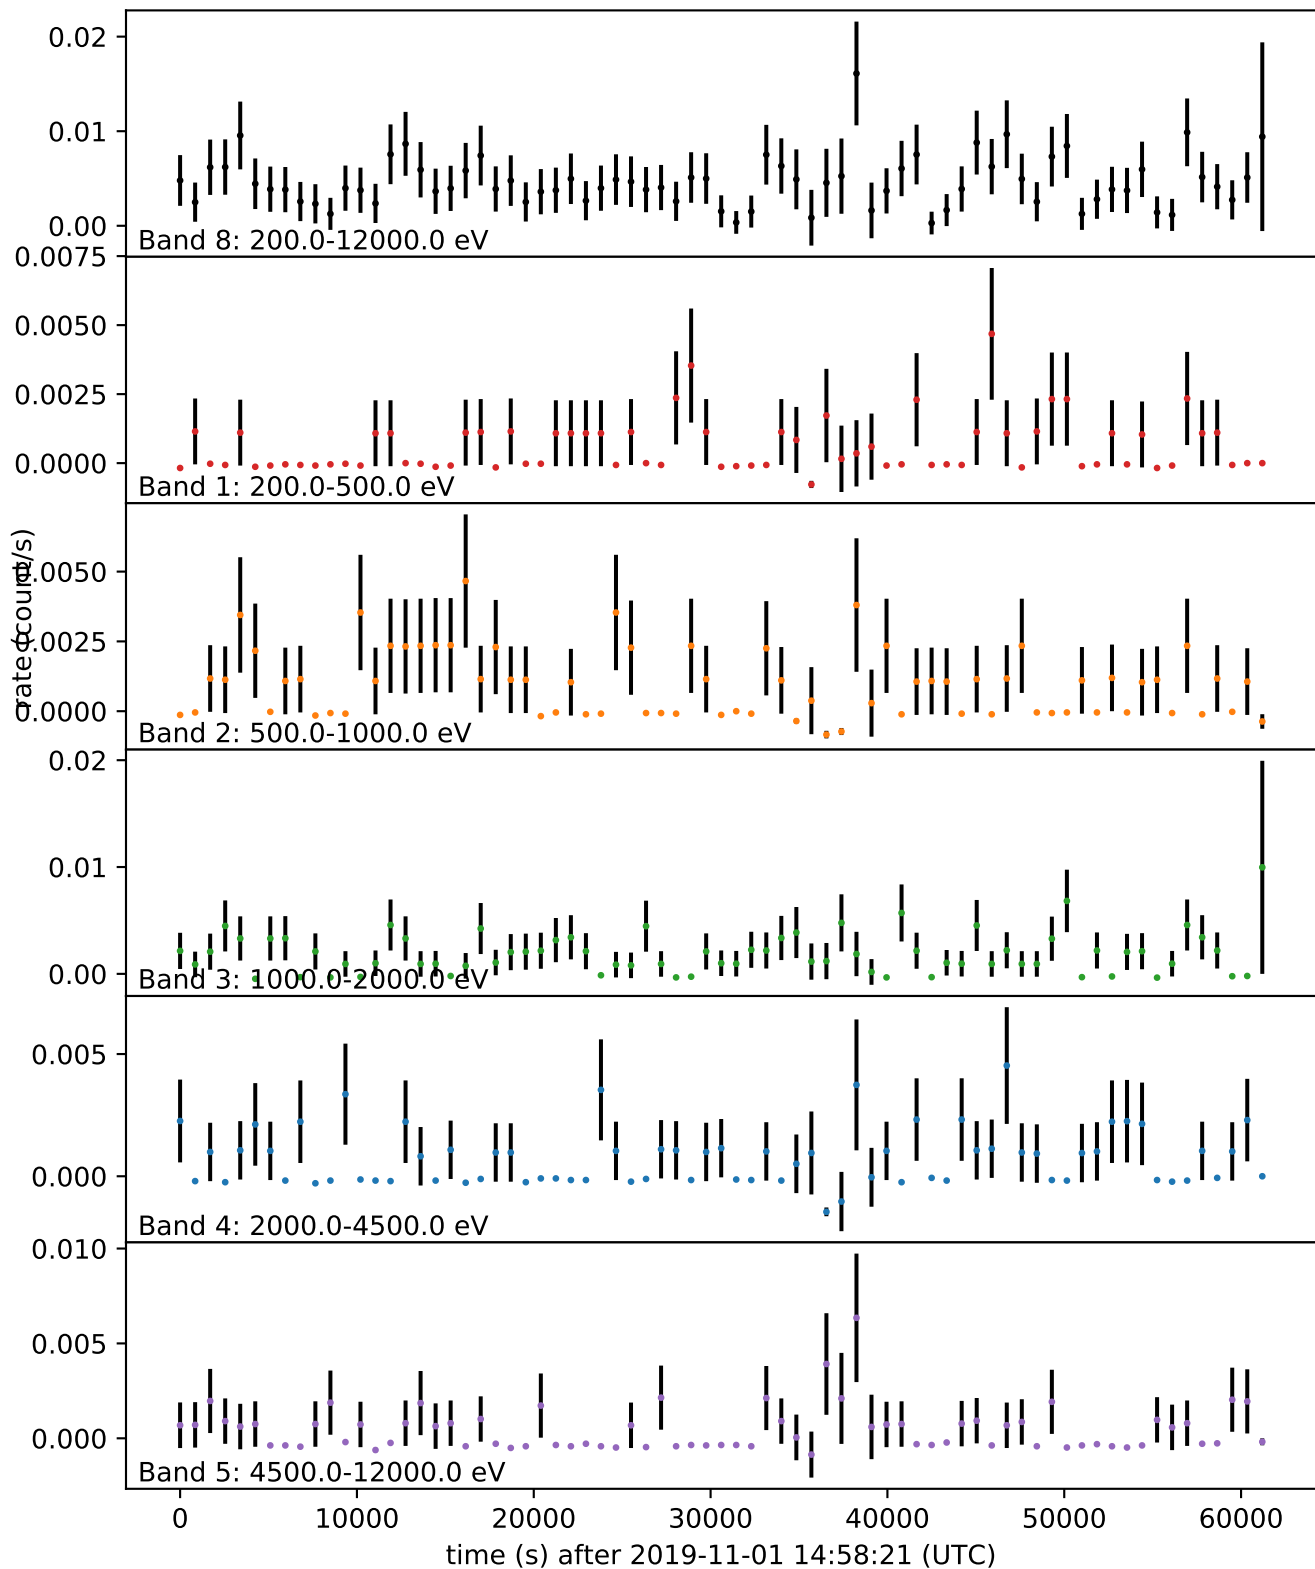 0.02
0.01
0.00
Band 8: 200.0-12000.0 eV
0.0075
0.0050
0.0025
0.0000
Band 1: 200.0-500.0 eV
rate (count/s)
0.0050
0.0025
0.0000
Band 2: 500.0-1000.0 eV
0.02
0.01
0.00
Band 3: 1000.0-2000.0 eV
0.005
0.000
Band 4: 2000.0-4500.0 eV
0.010
0.005
0.000
Band 5: 4500.0-12000.0 eV
0 10000 20000 30000 40000 50000 60000
time (s) after 2019-11-01 14:58:21 (UTC)